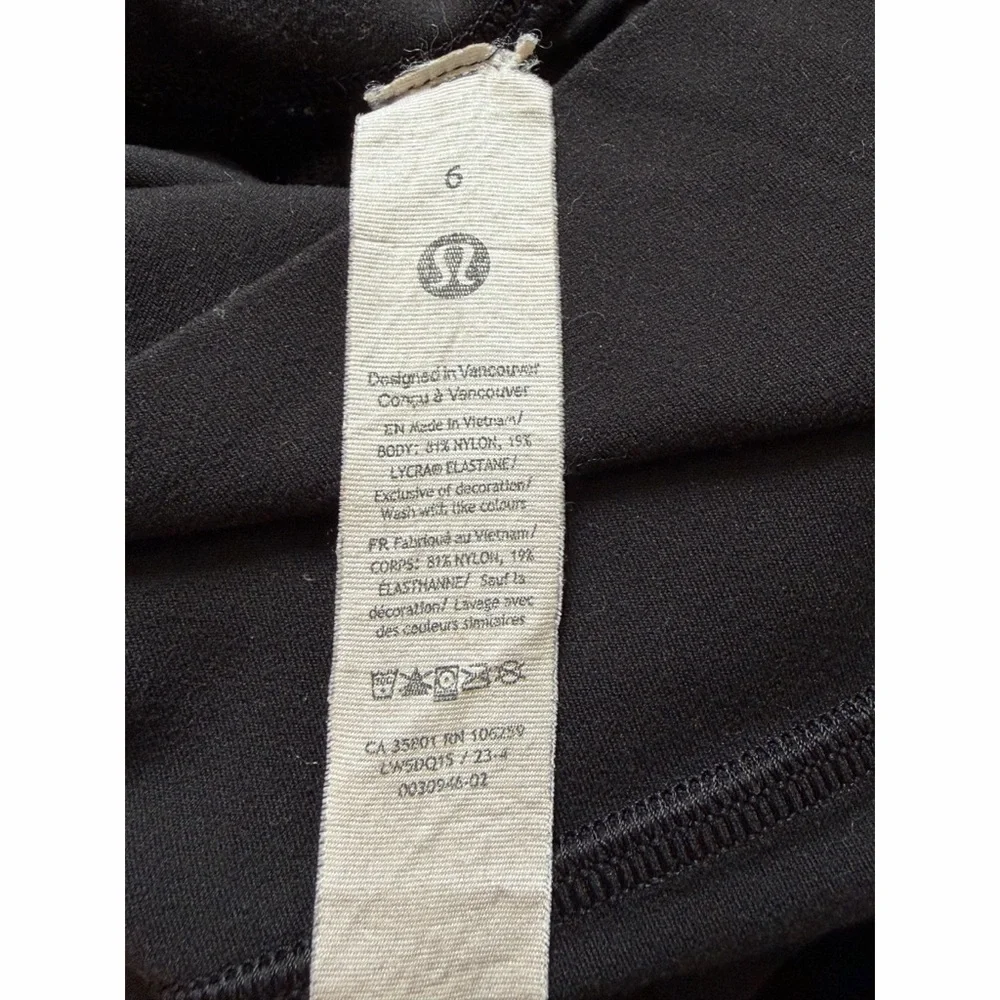 6
Designed in Vancouver
Conçu à Vancouver
EN Made in Vietnam/
BODY: 81% NYLON, 19%
LYCRA® ELASTANE/
Exclusive of decoration/
Wash with like colours
FR Fabriqué au Vietnam/
CORPS: 81% NYLON, 19%
ÉLASTHANNE/ Sauf la
décoration/ Lavage avec
des couleurs similaires
CA 35801 RN 106259
LW5DQ1S / 23-4
0030946-02